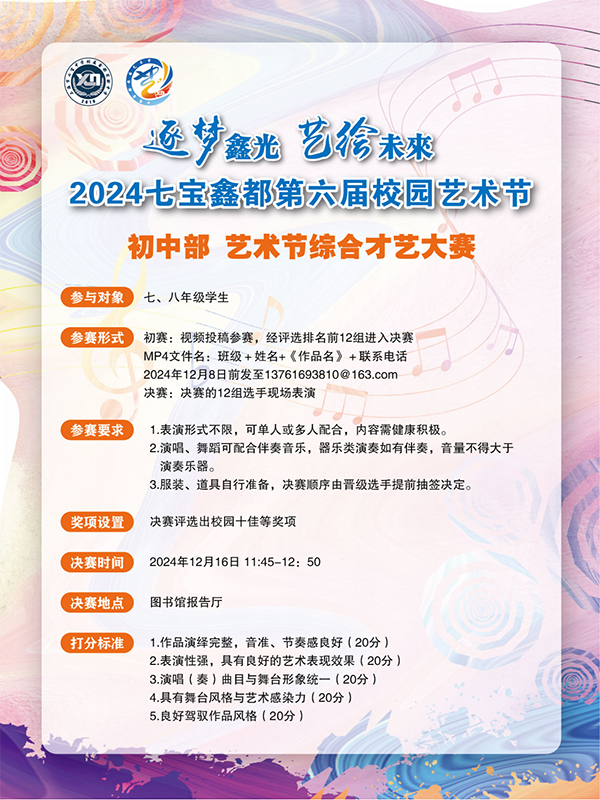 逐梦鑫光 艺绘未来
2024七宝鑫都第六届校园艺术节
初中部 艺术节综合才艺大赛
参与对象 七、八年级学生
参赛形式 初赛：视频投稿参赛，经评选排名前12组进入决赛
MP4文件名：班级＋姓名+《作品名》＋联系电话
2024年12月8日前发至13761693810@163.com
决赛：决赛的12组选手现场表演
参赛要求 1.表演形式不限，可单人或多人配合，内容需健康积极。
2.演唱、舞蹈可配合伴奏音乐，器乐类演奏如有伴奏，音量不得大于
演奏乐器。
3.服装、道具自行准备，决赛顺序由晋级选手提前抽签决定。
奖项设置 决赛评选出校园十佳等奖项
决赛时间 2024年12月16日 11:45-12：50
决赛地点 图书馆报告厅
打分标准 1.作品演绎完整，音准、节奏感良好（20分）
2.表演性强，具有良好的艺术表现效果（20分）
3.演唱（奏）曲目与舞台形象统一（20分）
4.具有舞台风格与艺术感染力（20分）
5.良好驾驭作品风格（20分）